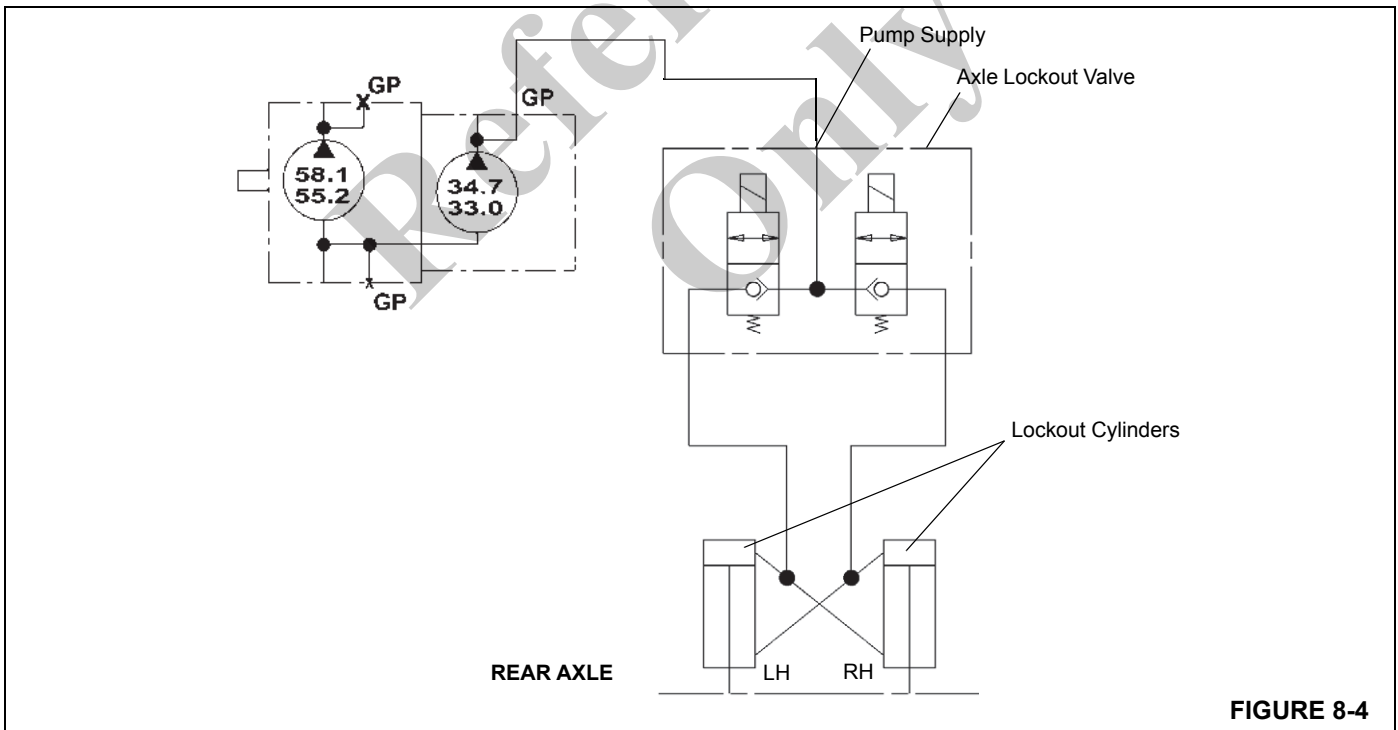 Pump Supply
Axle Lockout Valve
GP
GP
58.1
55.2
34.7
33.0
GP
Lockout Cylinders
REAR AXLE
LH
RH
FIGURE 8-4
Only